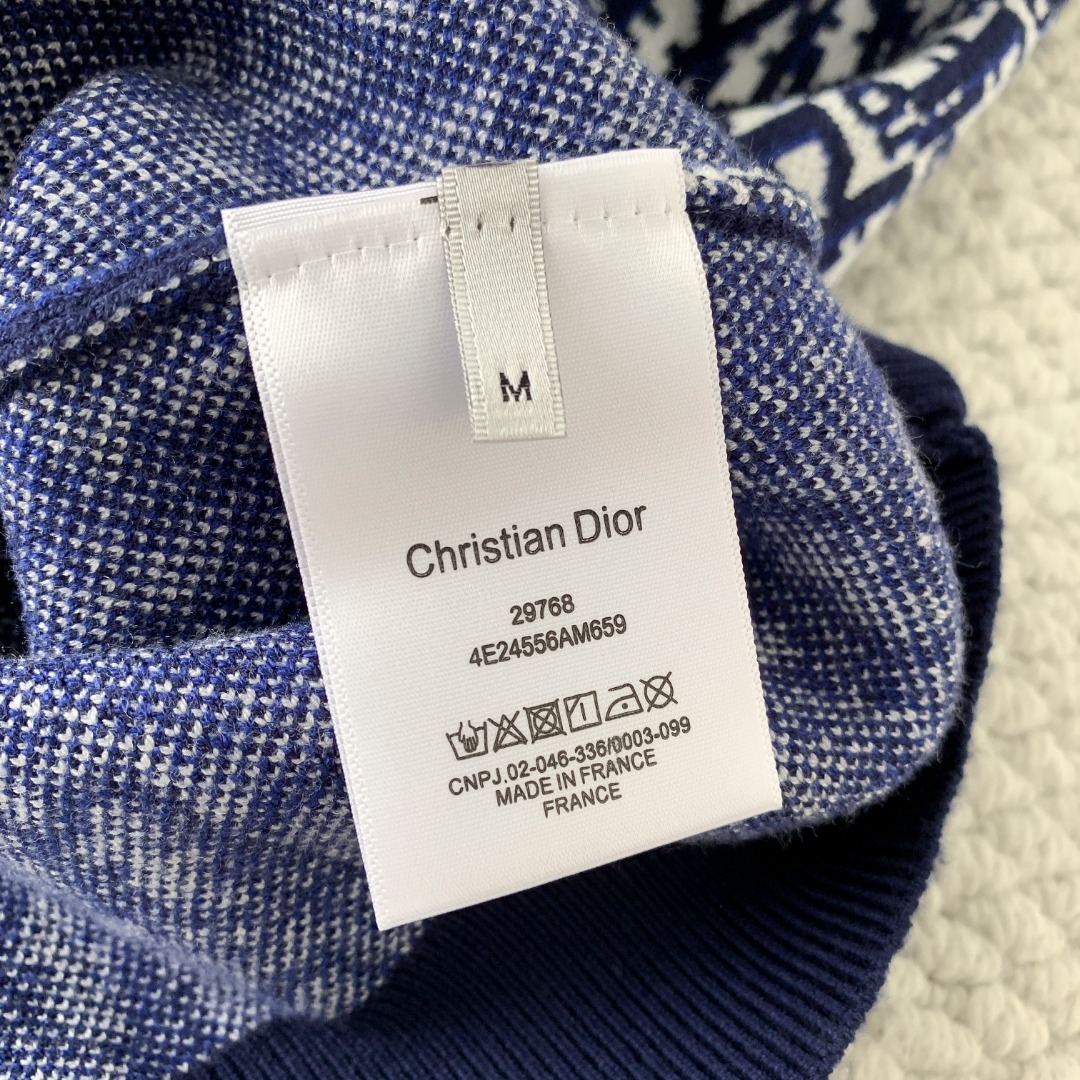 M
Christian Dior
29768
4E24556AM659
CNPJ.02-046-336/0003-099
MADE IN FRANCE
FRANCE